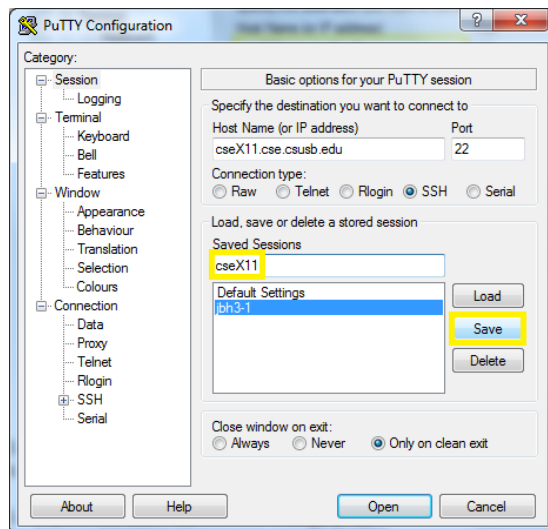 PuTTY Configuration
Category:
Session
Logging
Terminal
Keyboard
Bell
Features
Window
Appearance
Behaviour
Translation
Selection
Colours
Connection
Data
Proxy
Telnet
Rlogin
SSH
Serial
Basic options for your PuTTY session
Specify the destination you want to connect to
Host Name (or IP address) Port
cseX11.cse.csusb.edu 22
Connection type:
Raw Telnet Rlogin SSH Serial
Load, save or delete a stored session
Saved Sessions
cseX11
Default Settings
jbh3-1
Load
Save
Delete
Close window on exit:
Always Never Only on clean exit
About Help Open Cancel